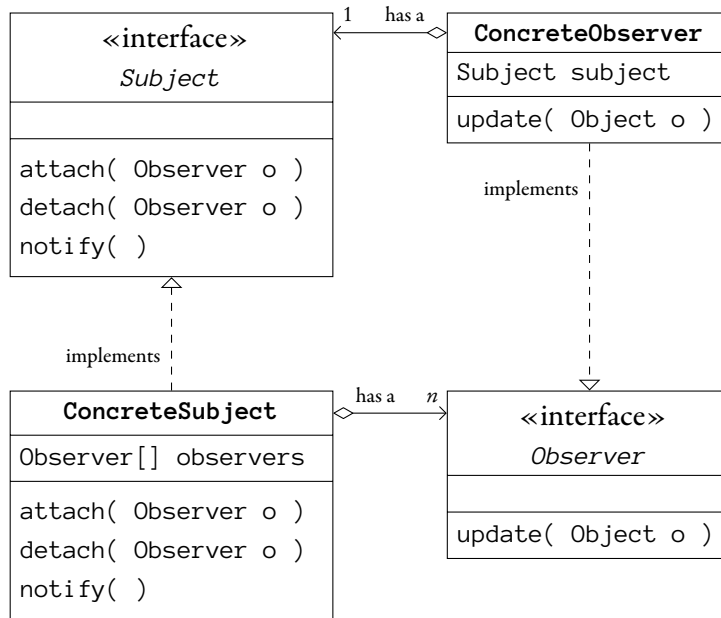 «interface»
Subject
attach( Observer o )
detach( Observer o )
notify( )
1 has a
ConcreteObserver
Subject subject
update( Object o )
implements
implements
ConcreteSubject
Observer[] observers
attach( Observer o )
detach( Observer o )
notify( )
has a n
«interface»
Observer
update( Object o )